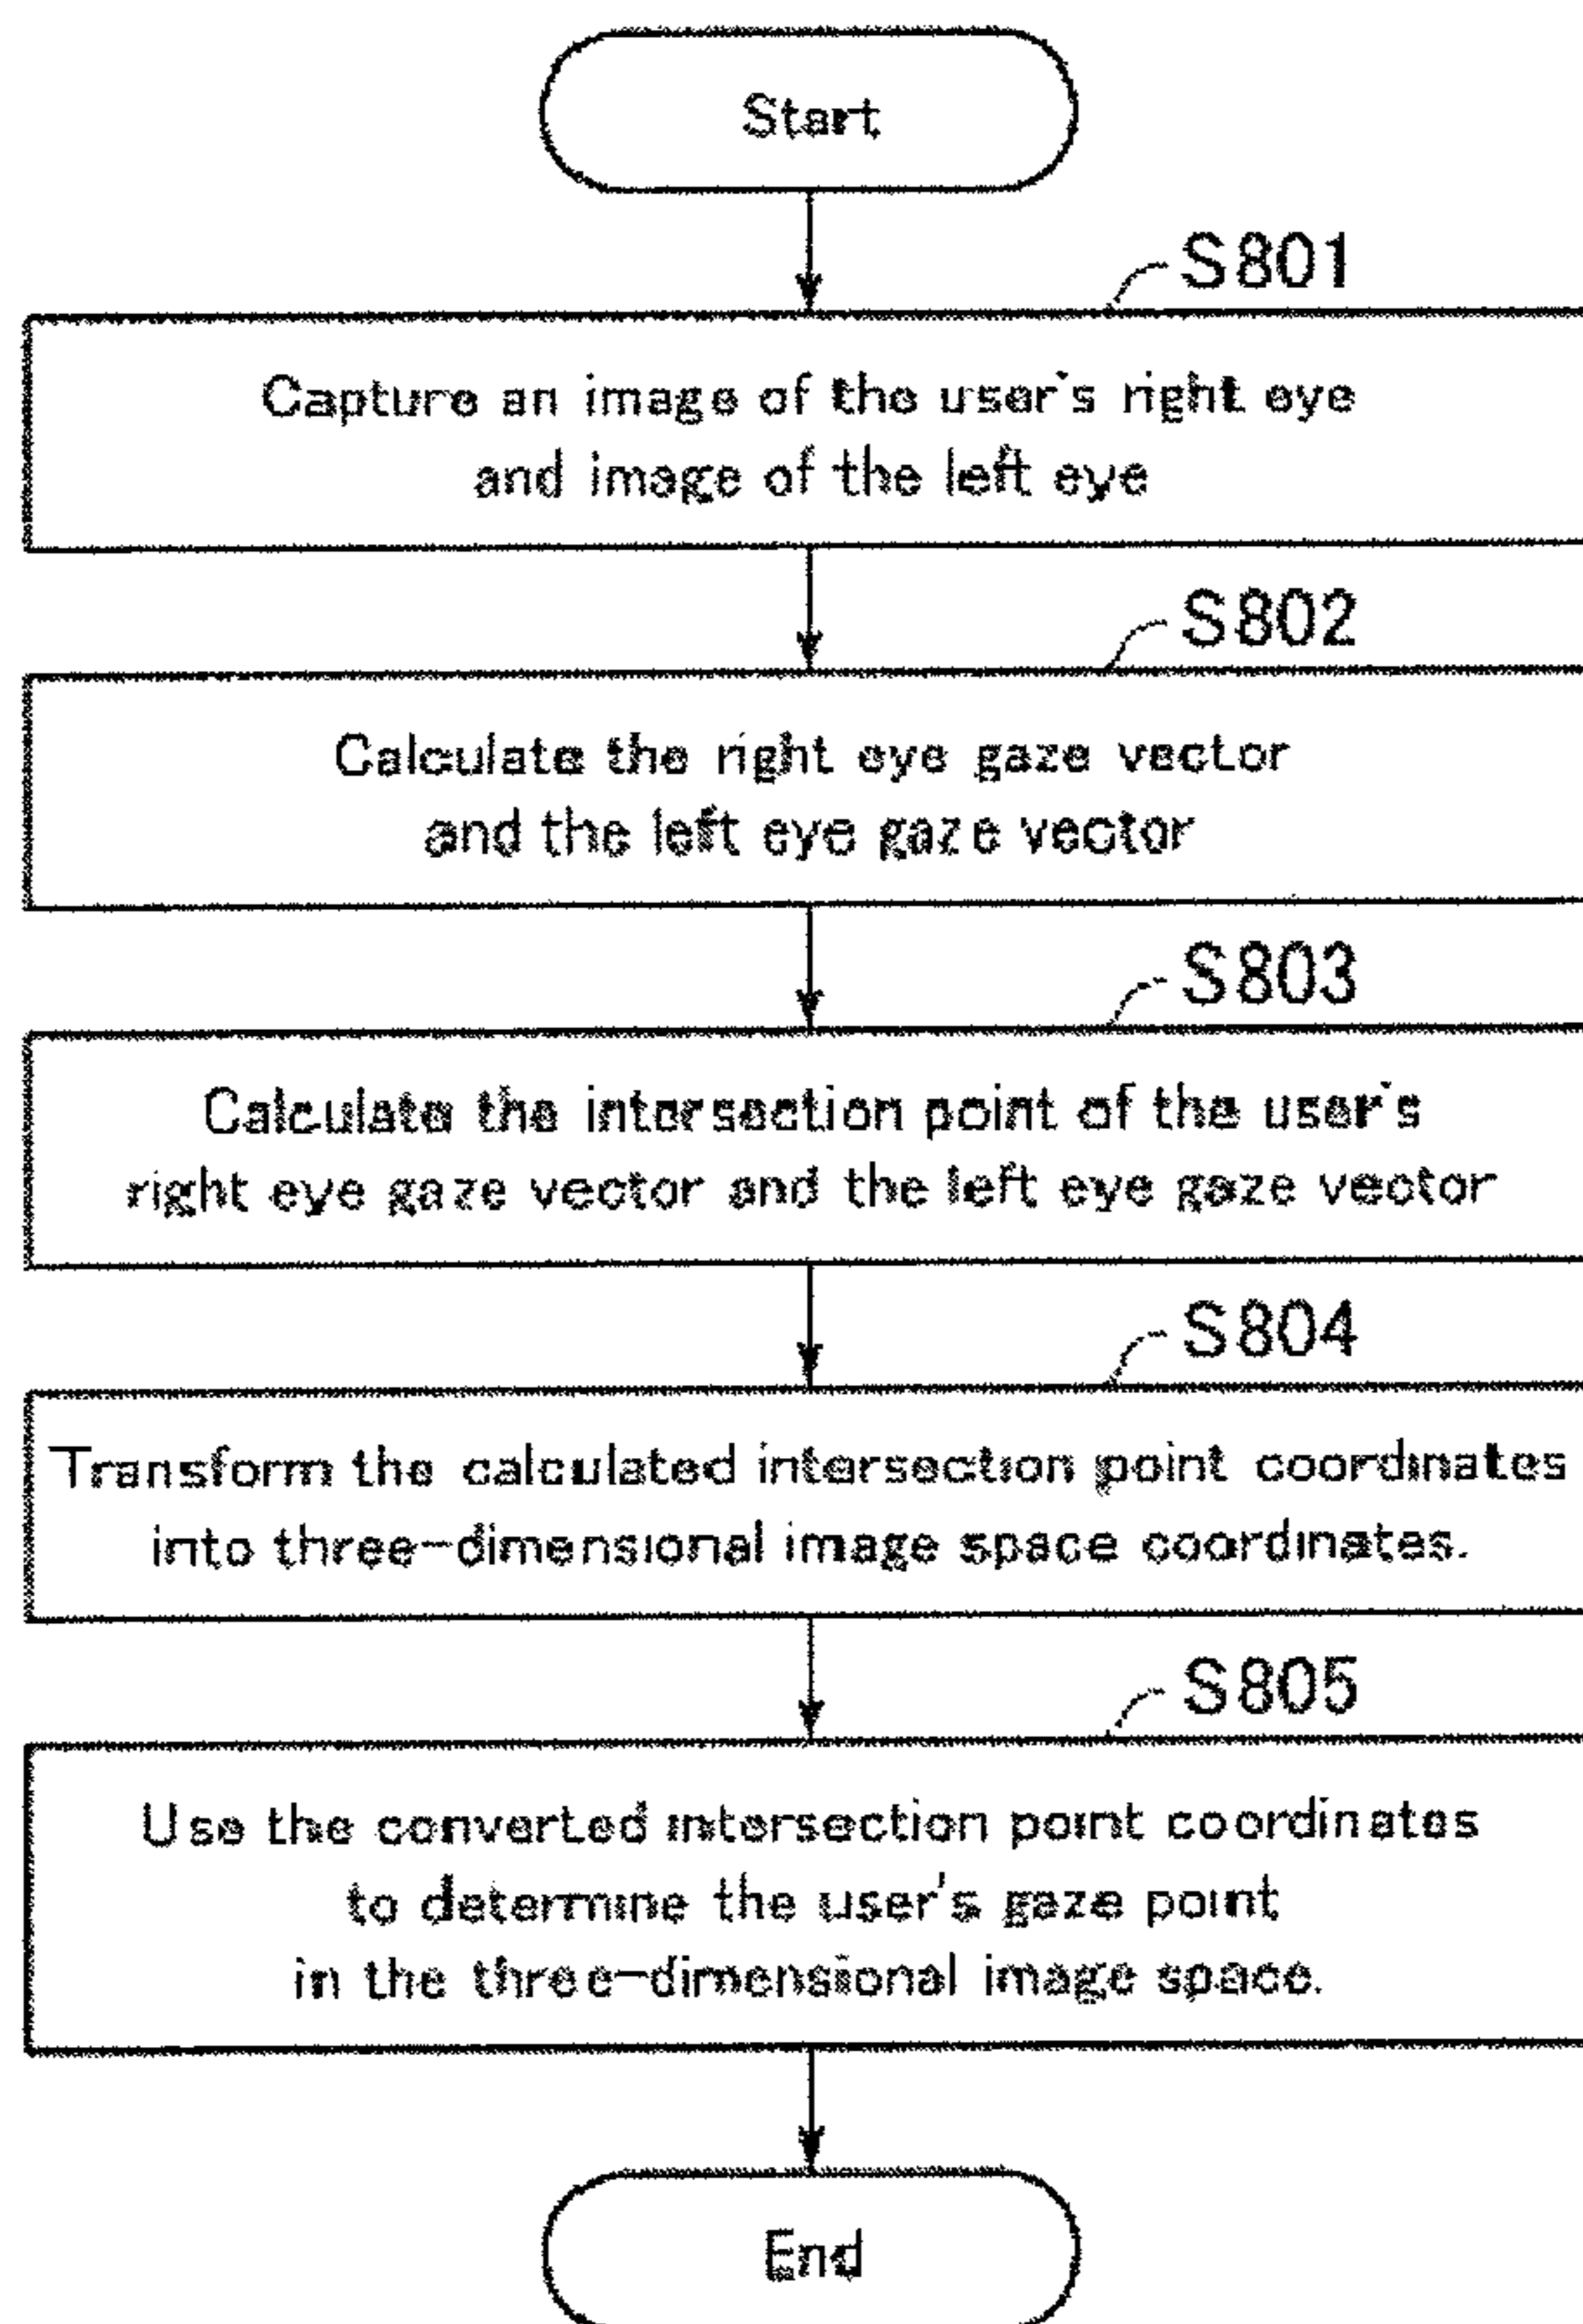 Start
S801
Capture an image of the user's right eye
and image of the left eye
S802
Calculate the right eye gaze vector
and the left eye gaze vector
S803
Calculate the intersection point of the user's
right eye gaze vector and the left eye gaze vector
S804
Transform the calculated intersection point coordinates
into three-dimensional image space coordinates.
S805
Use the converted intersection point coordinates
to determine the user's gaze point
in the three-dimensional image space.
End